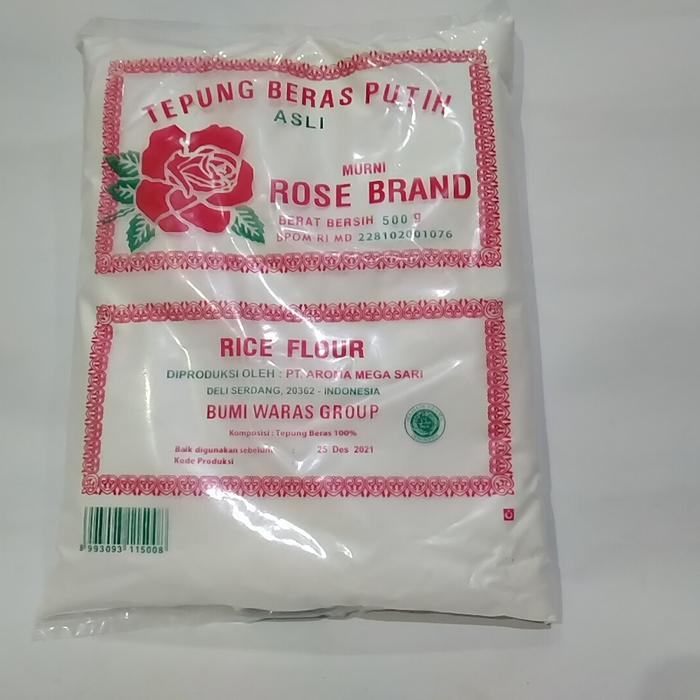 TEPUNG BERAS PUTIH
ASLI
MURNI
ROSE BRAND
BERAT BERSIH 500 g
BPOM RI MD 228102001076
RICE FLOUR
DIPRODUKSI OLEH : PT. AROMA MEGA SARI
DELI SERDANG, 20362 - INDONESIA
BUMI WARAS GROUP
Komposisi : Tepung Beras 100%
Baik digunakan sebelum : 25 Des 2021
Kode Produksi
8 993093 115008